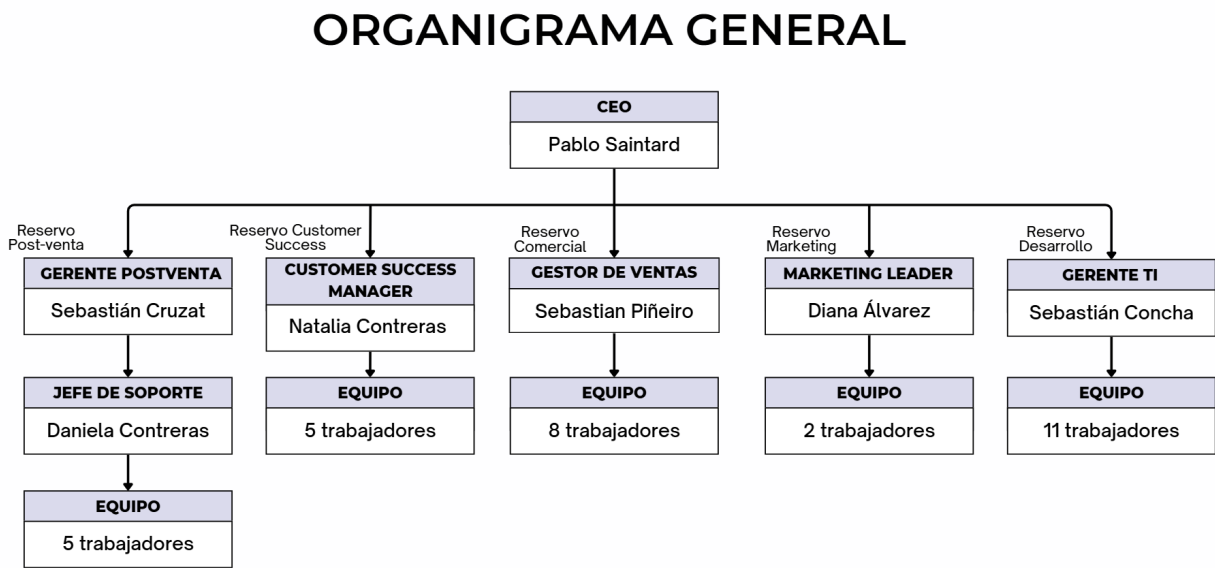 ORGANIGRAMA GENERAL
CEO
Pablo Saintard
Reservo
Post-venta
GERENTE POSTVENTA
Sebastián Cruzat
JEFE DE SOPORTE
Daniela Contreras
EQUIPO
5 trabajadores
Reservo Customer
Success
CUSTOMER SUCCESS
MANAGER
Natalia Contreras
EQUIPO
5 trabajadores
Reservo
Comercial
GESTOR DE VENTAS
Sebastian Piñeiro
EQUIPO
8 trabajadores
Reservo
Marketing
MARKETING LEADER
Diana Álvarez
EQUIPO
2 trabajadores
Reservo
Desarrollo
GERENTE TI
Sebastián Concha
EQUIPO
11 trabajadores